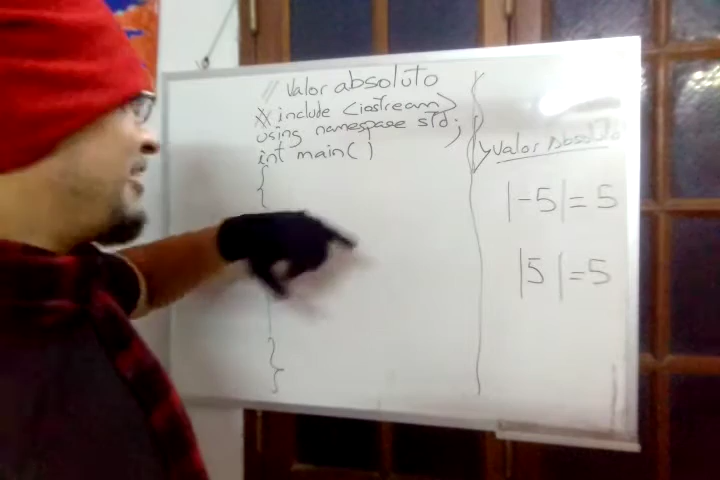 // Valor absoluto
# include <iostream>
using namespace std;
int main( )
{
}
Valor Absoluto
|-5|=5
|5|=5